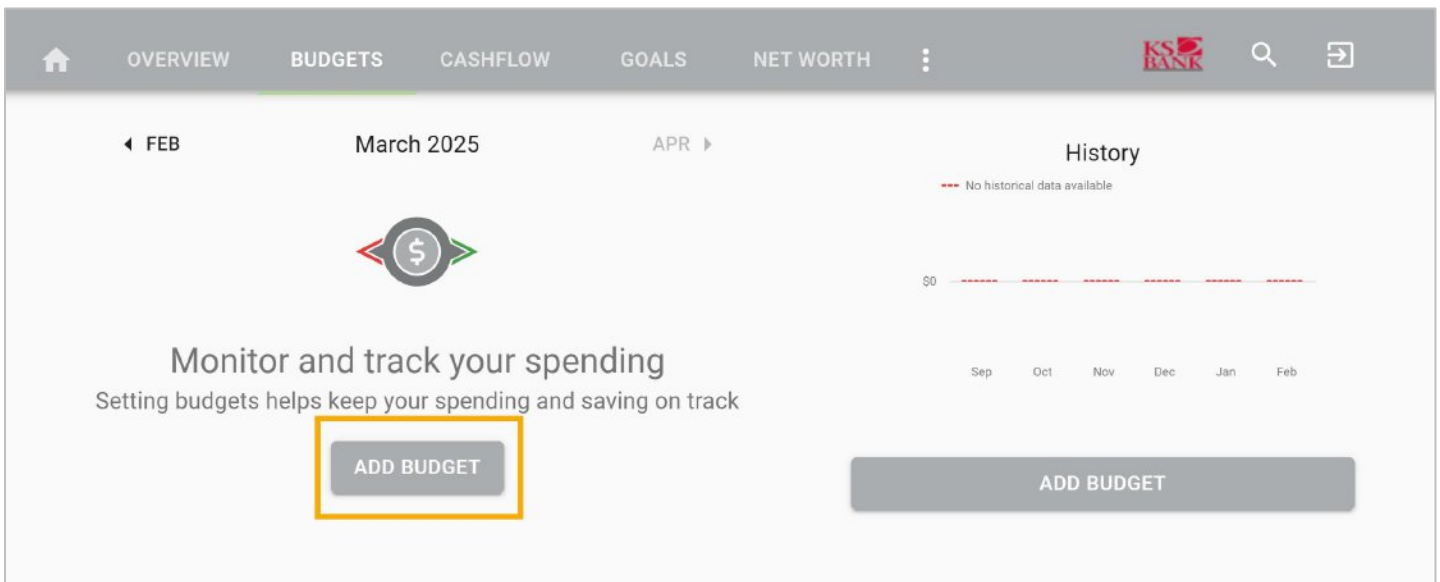 OVERVIEW BUDGETS CASHFLOW GOALS NET WORTH KS BANK
FEB March 2025 APR
$
Monitor and track your spending
Setting budgets helps keep your spending and saving on track
ADD BUDGET
History
No historical data available
$0
Sep Oct Nov Dec Jan Feb
ADD BUDGET